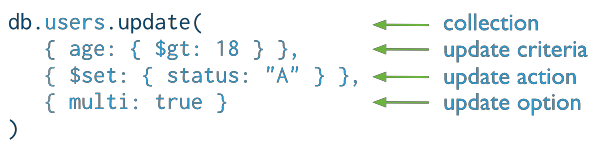 db.users.update( collection
{ age: { $gt: 18 } }, update criteria
{ $set: { status: "A" } }, update action
{ multi: true } update option
)